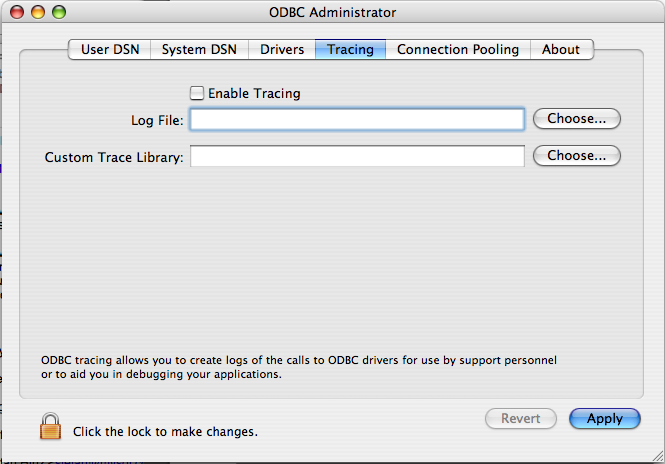 ODBC Administrator
User DSN System DSN Drivers Tracing Connection Pooling About
Enable Tracing
Log File: Choose...
Custom Trace Library: Choose...
ODBC tracing allows you to create logs of the calls to ODBC drivers for use by support personnel
or to aid you in debugging your applications.
Click the lock to make changes. Revert Apply